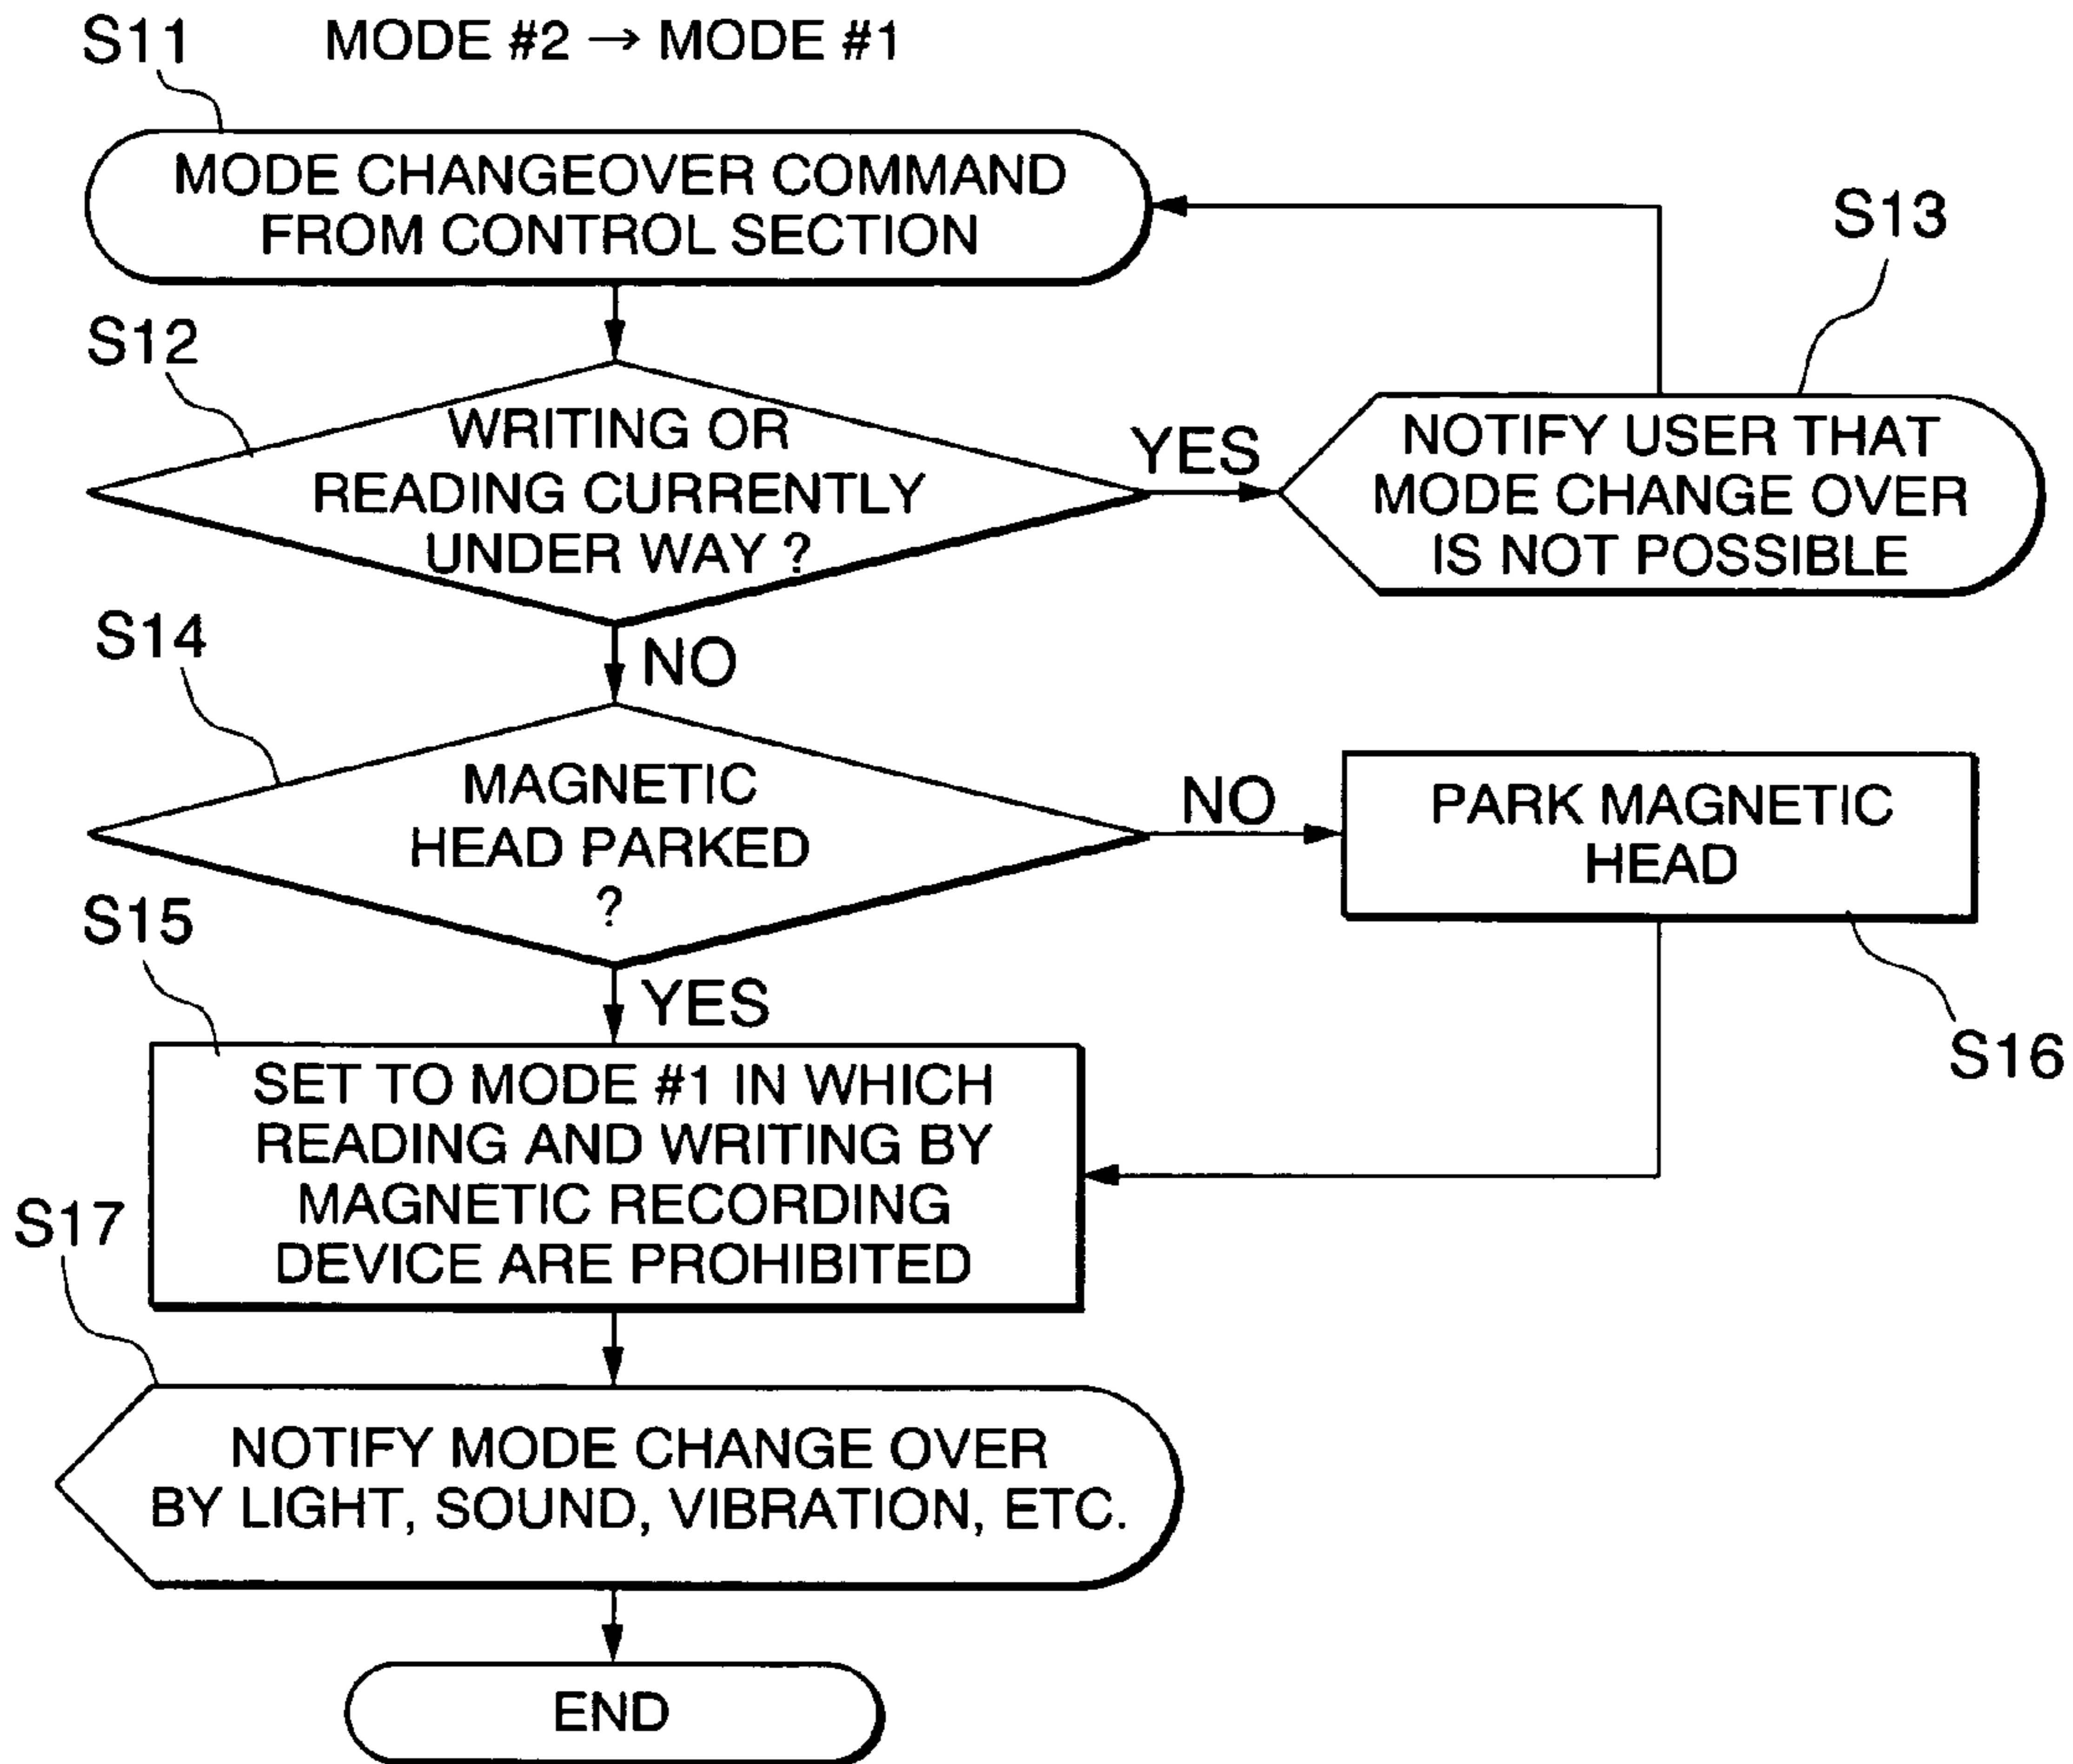 S11
MODE #2 → MODE #1
MODE CHANGEOVER COMMAND
FROM CONTROL SECTION
S12
WRITING OR
READING CURRENTLY
UNDER WAY ?
YES
S13
NOTIFY USER THAT
MODE CHANGE OVER
IS NOT POSSIBLE
NO
S14
MAGNETIC
HEAD PARKED
?
NO
PARK MAGNETIC
HEAD
S16
YES
S15
SET TO MODE #1 IN WHICH
READING AND WRITING BY
MAGNETIC RECORDING
DEVICE ARE PROHIBITED
S17
NOTIFY MODE CHANGE OVER
BY LIGHT, SOUND, VIBRATION, ETC.
END